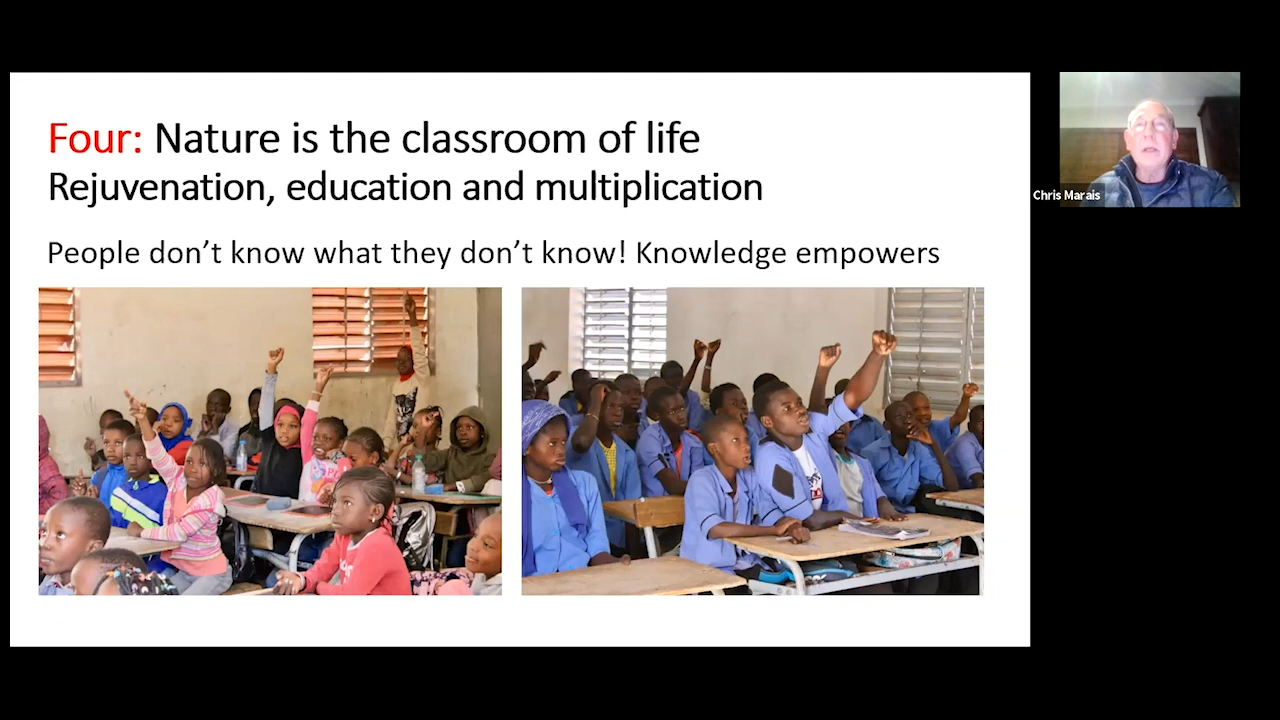 Four: Nature is the classroom of life
Rejuvenation, education and multiplication
People don’t know what they don’t know! Knowledge empowers
Chris Marais